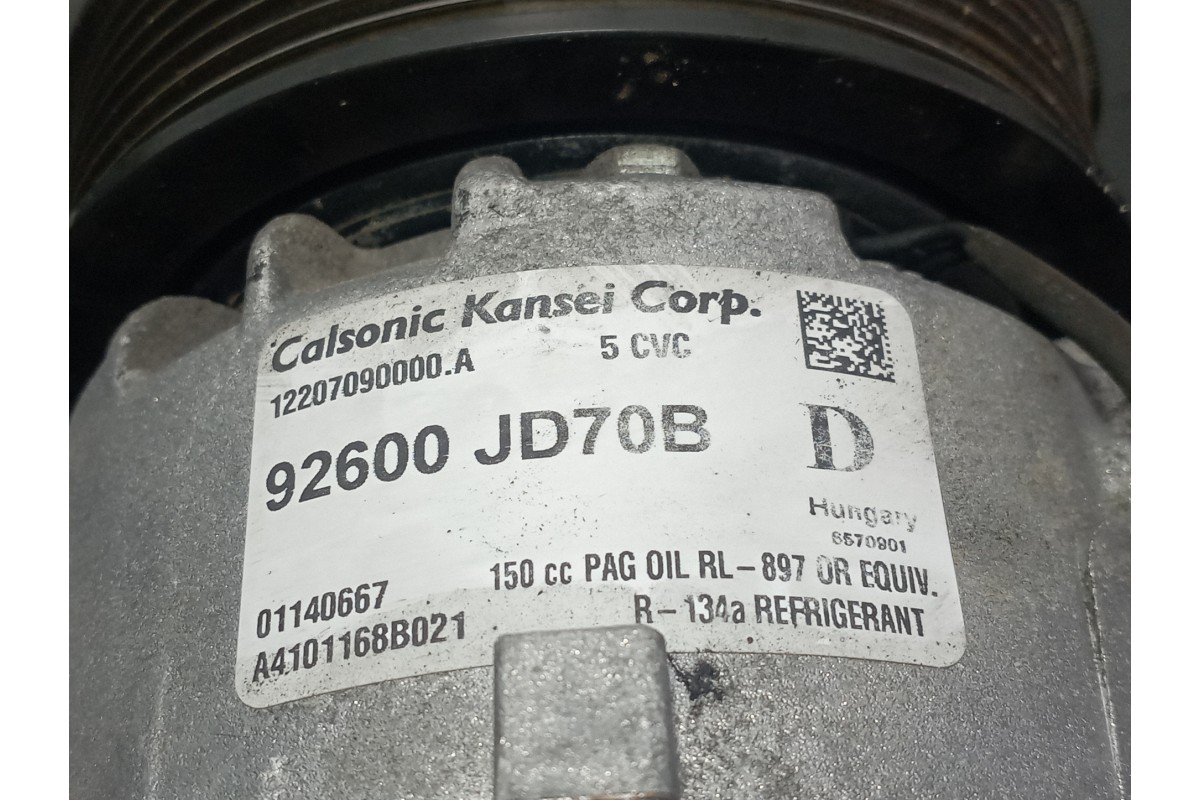 Calsonic Kansei Corp.
12207090000.A
5 CVC
92600 JD70B
D
Hungary
6570901
150 cc PAG OIL RL-897 OR EQUIV.
R-134a REFRIGERANT
01140667
A4101168B021